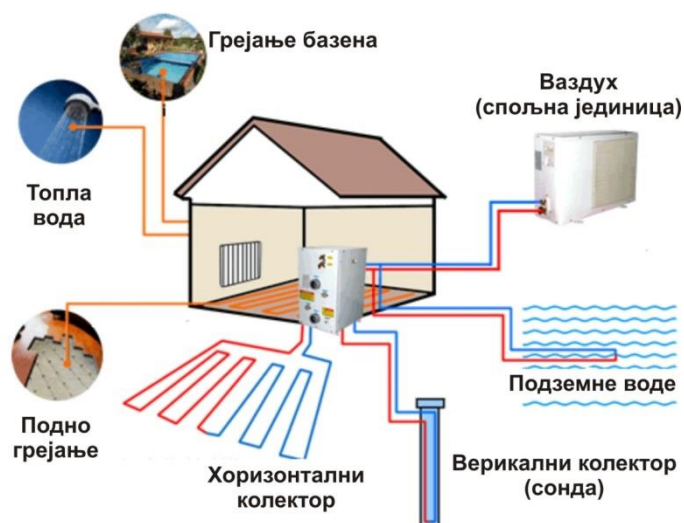 Грејање базена
Ваздух
(спољна јединица)
Топла
вода
Подземне воде
Подно
грејање
Хоризонтални
колектор
Верикални колектор
(сонда)